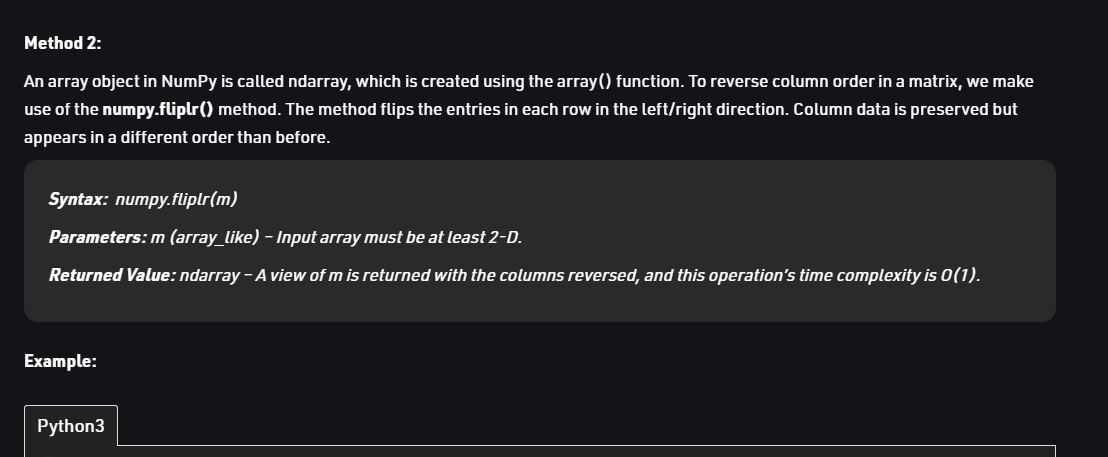 Method 2:
An array object in NumPy is called ndarray, which is created using the array() function. To reverse column order in a matrix, we make
use of the numpy.fliplr() method. The method flips the entries in each row in the left/right direction. Column data is preserved but
appears in a different order than before.
Syntax: numpy.fliplr(m)
Parameters: m (array_like) – Input array must be at least 2-D.
Returned Value: ndarray – A view of m is returned with the columns reversed, and this operation's time complexity is O(1).
Example:
Python3